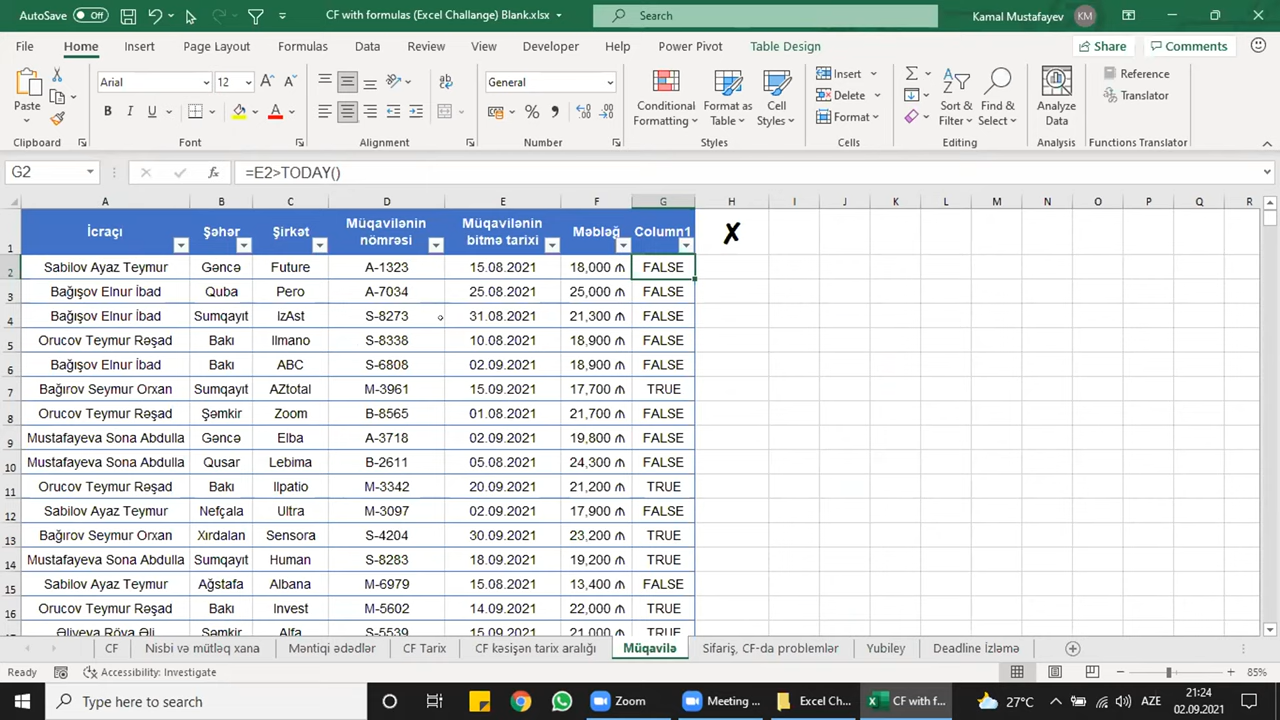 AutoSave Off CF with formulas (Excel Challange) Blank.xlsx Search Kamal Mustafayev KM
File Home Insert Page Layout Formulas Data Review View Developer Help Power Pivot Table Design Share Comments
Paste Arial 12 General Conditional Formatting Format as Table Cell Styles Insert Delete Format Sort & Filter Find & Select Analyze Data Reference Translator
Clipboard Font Alignment Number Styles Cells Editing Analysis Functions Translator
G2 fx =E2>TODAY()
A B C D E F G H I J K L M N O P Q R
1 İcraçı Şəhər Şirkət Müqavilənin nömrəsi Müqavilənin bitmə tarixi Məbləğ Column1 ✗
2 Sabilov Ayaz Teymur Gəncə Future A-1323 15.08.2021 18,000 ₼ FALSE
3 Bağışov Elnur İbad Quba Pero A-7034 25.08.2021 25,000 ₼ FALSE
4 Bağışov Elnur İbad Sumqayıt IzAst S-8273 31.08.2021 21,300 ₼ FALSE
5 Orucov Teymur Rəşad Bakı Ilmano S-8338 10.08.2021 18,900 ₼ FALSE
6 Bağışov Elnur İbad Bakı ABC S-6808 02.09.2021 18,900 ₼ FALSE
7 Bağırov Seymur Orxan Sumqayıt AZtotal M-3961 15.09.2021 17,700 ₼ TRUE
8 Orucov Teymur Rəşad Şəmkir Zoom B-8565 01.08.2021 21,700 ₼ FALSE
9 Mustafayeva Sona Abdulla Gəncə Elba A-3718 02.09.2021 19,800 ₼ FALSE
10 Mustafayeva Sona Abdulla Qusar Lebima B-2611 05.08.2021 24,300 ₼ FALSE
11 Orucov Teymur Rəşad Bakı Ilpatio M-3342 20.09.2021 21,200 ₼ TRUE
12 Sabilov Ayaz Teymur Nefçala Ultra M-3097 02.09.2021 17,900 ₼ FALSE
13 Bağırov Seymur Orxan Xırdalan Sensora S-4204 30.09.2021 23,200 ₼ TRUE
14 Mustafayeva Sona Abdulla Sumqayıt Human S-8283 18.09.2021 19,200 ₼ TRUE
15 Sabilov Ayaz Teymur Ağstafa Albana M-6979 15.08.2021 13,400 ₼ FALSE
16 Orucov Teymur Rəşad Bakı Invest M-5602 14.09.2021 22,000 ₼ TRUE
Əliyeva Röya Əli Şəmkir Alfa S-5539 15.09.2021 21,000 ₼ TRUE
CF Nisbi və mütləq xana Məntiqi ədədlər CF Tarix CF kəsişən tarix aralığı Müqavilə Sifariş, CF-da problemlər Yubiley Deadline İzləmə
Ready Accessibility: Investigate 85%
Type here to search Zoom Meeting ... Excel Ch... CF with f... 27°C AZE 21:24
02.09.2021